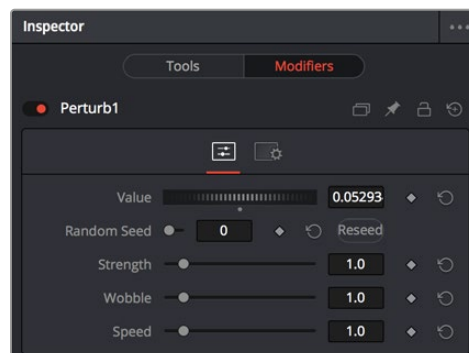 Inspector
Tools Modifiers
Perturb1
Value 0.05293
Random Seed 0 Reseed
Strength 1.0
Wobble 1.0
Speed 1.0